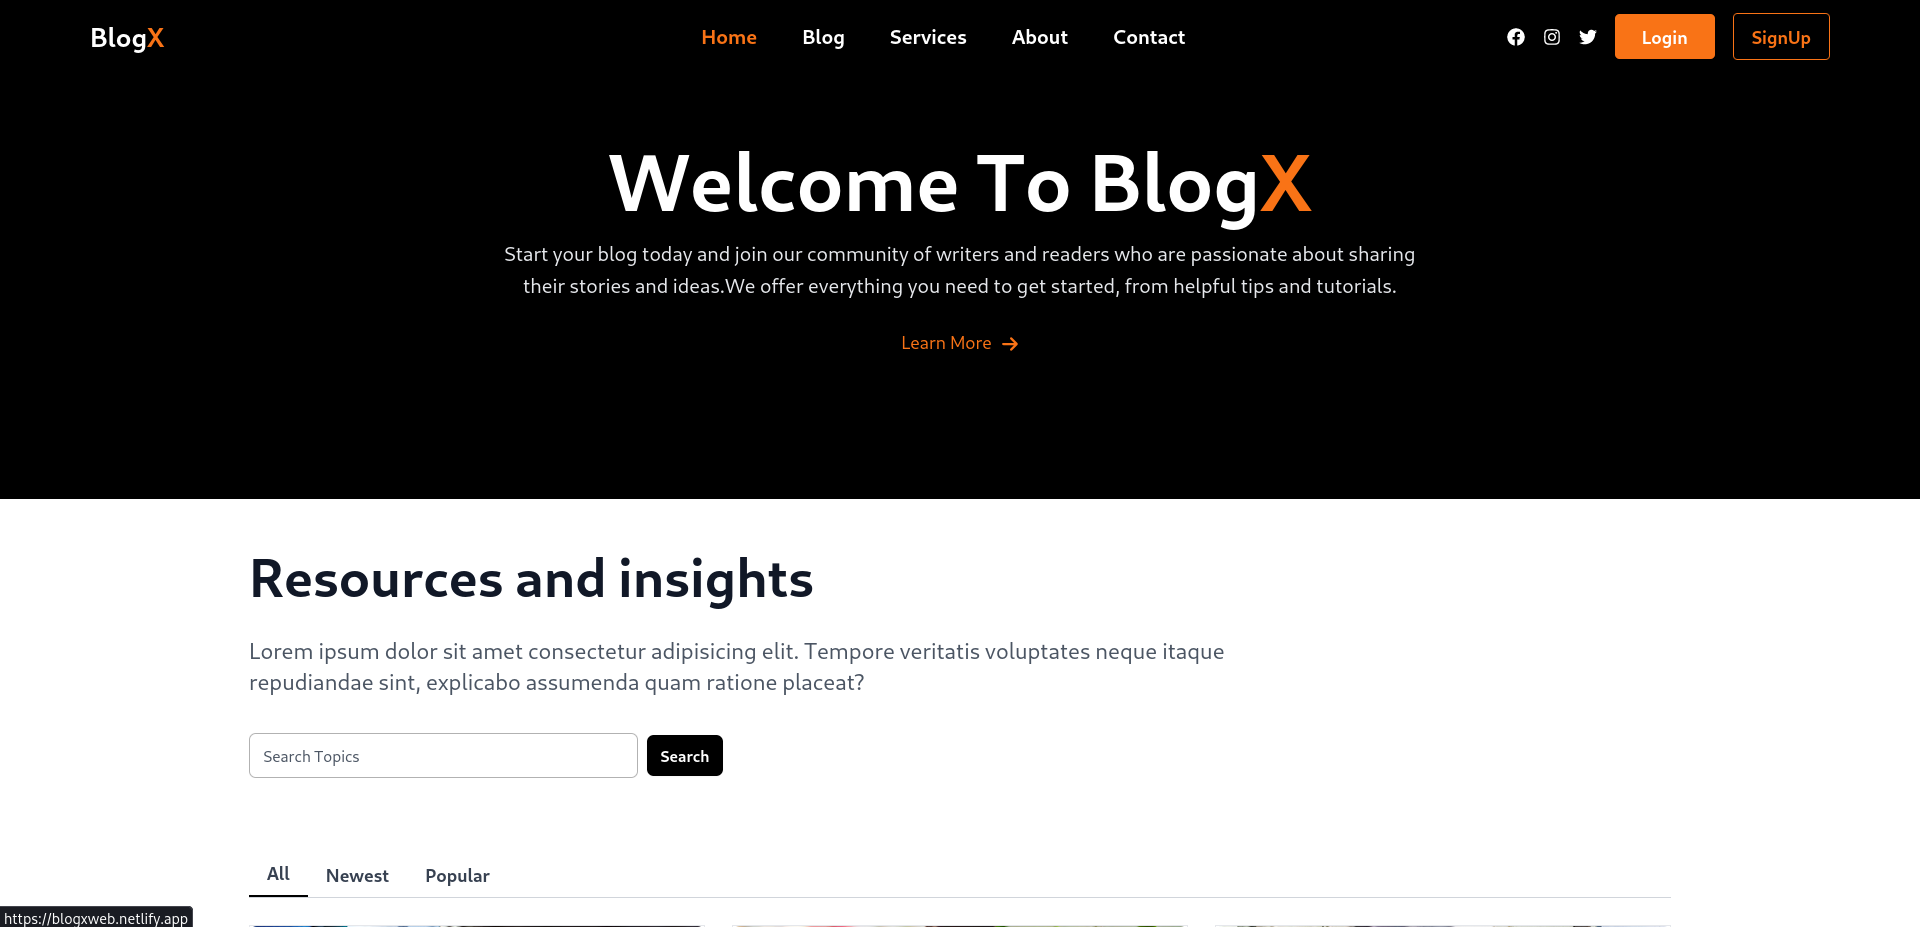 BlogX
Home
Blog
Services
About
Contact
Login
SignUp
Welcome To BlogX
Start your blog today and join our community of writers and readers who are passionate about sharing
their stories and ideas.We offer everything you need to get started, from helpful tips and tutorials.
Learn More
Resources and insights
Lorem ipsum dolor sit amet consectetur adipisicing elit. Tempore veritatis voluptates neque itaque
repudiandae sint, explicabo assumenda quam ratione placeat?
Search Topics
Search
All
Newest
Popular
https://blogxweb.netlify.app